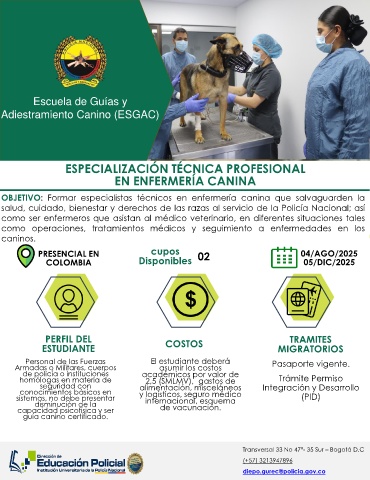 Escuela de Guías y
Adiestramiento Canino (ESGAC)
ESPECIALIZACIÓN TÉCNICA PROFESIONAL
EN ENFERMERÍA CANINA
OBJETIVO: Formar especialistas técnicos en enfermería canina que salvaguarden la
salud, cuidado, bienestar y derechos de las razas al servicio de la Policía Nacional; así
como ser enfermeros que asistan al médico veterinario, en diferentes situaciones tales
como operaciones, tratamientos médicos y seguimiento a enfermedades en los
caninos.
PRESENCIAL EN
COLOMBIA
cupos
Disponibles 02
04/AGO/2025
05/DIC/2025
PERFIL DEL
ESTUDIANTE
Personal de las Fuerzas
Armadas o Militares, cuerpos
de policía o instituciones
homólogas en materia de
seguridad con
conocimientos básicos en
sistemas, no debe presentar
disminución de la
capacidad psicofísica y ser
guía canino certificado.
$
COSTOS
El estudiante deberá
asumir los costos
académicos por valor de
2,5 (SMLMV), gastos de
alimentación, misceláneos
y logísticos, seguro médico
internacional, esquema
de vacunación.
TRAMITES
MIGRATORIOS
Pasaporte vigente.
Trámite Permiso
Integración y Desarrollo
(PID)
Dirección de
Educación Policial
Institución Universitaria de la Policía Nacional
Transversal 33 No 47ª- 35 Sur – Bogotá D.C
(+57) 3213947896
diepo.gurec@policia.gov.co